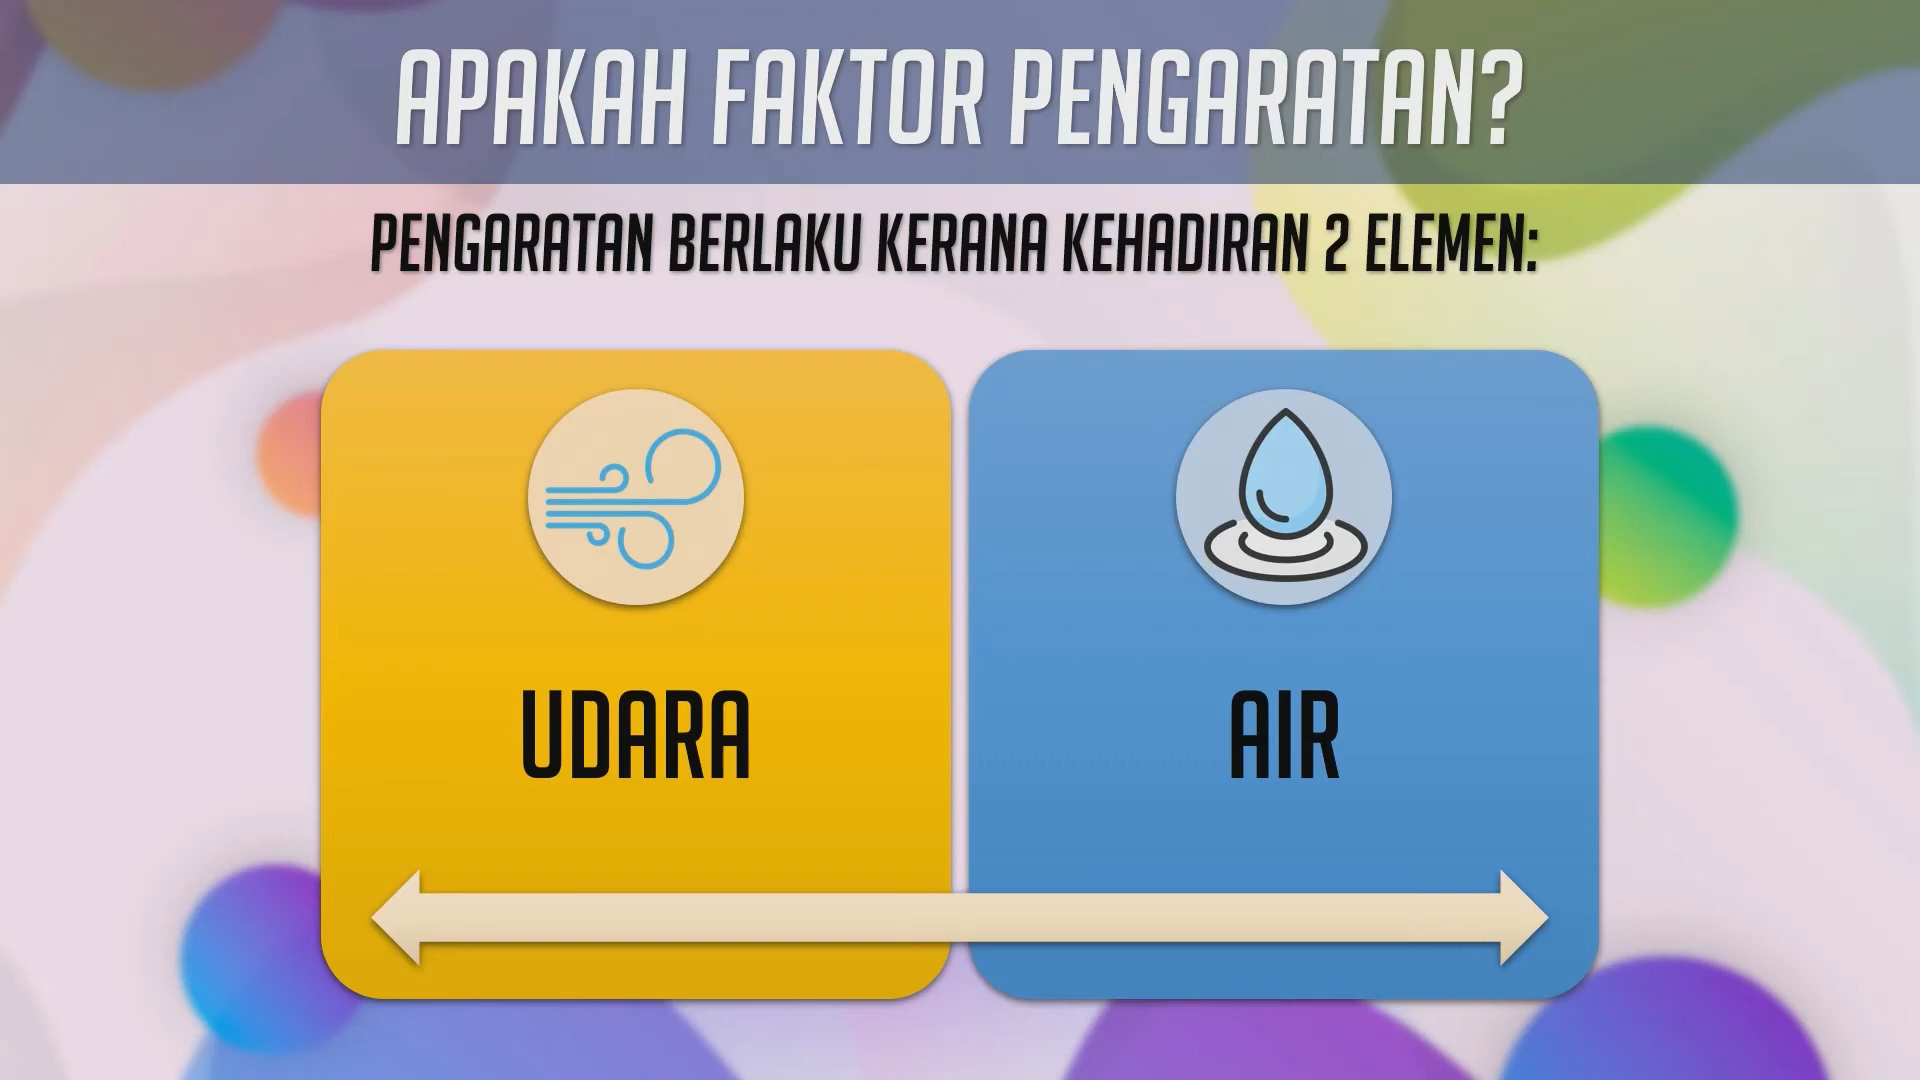 APAKAH FAKTOR PENGARATAN?
PENGARATAN BERLAKU KERANA KEHADIRAN 2 ELEMEN:
UDARA
AIR